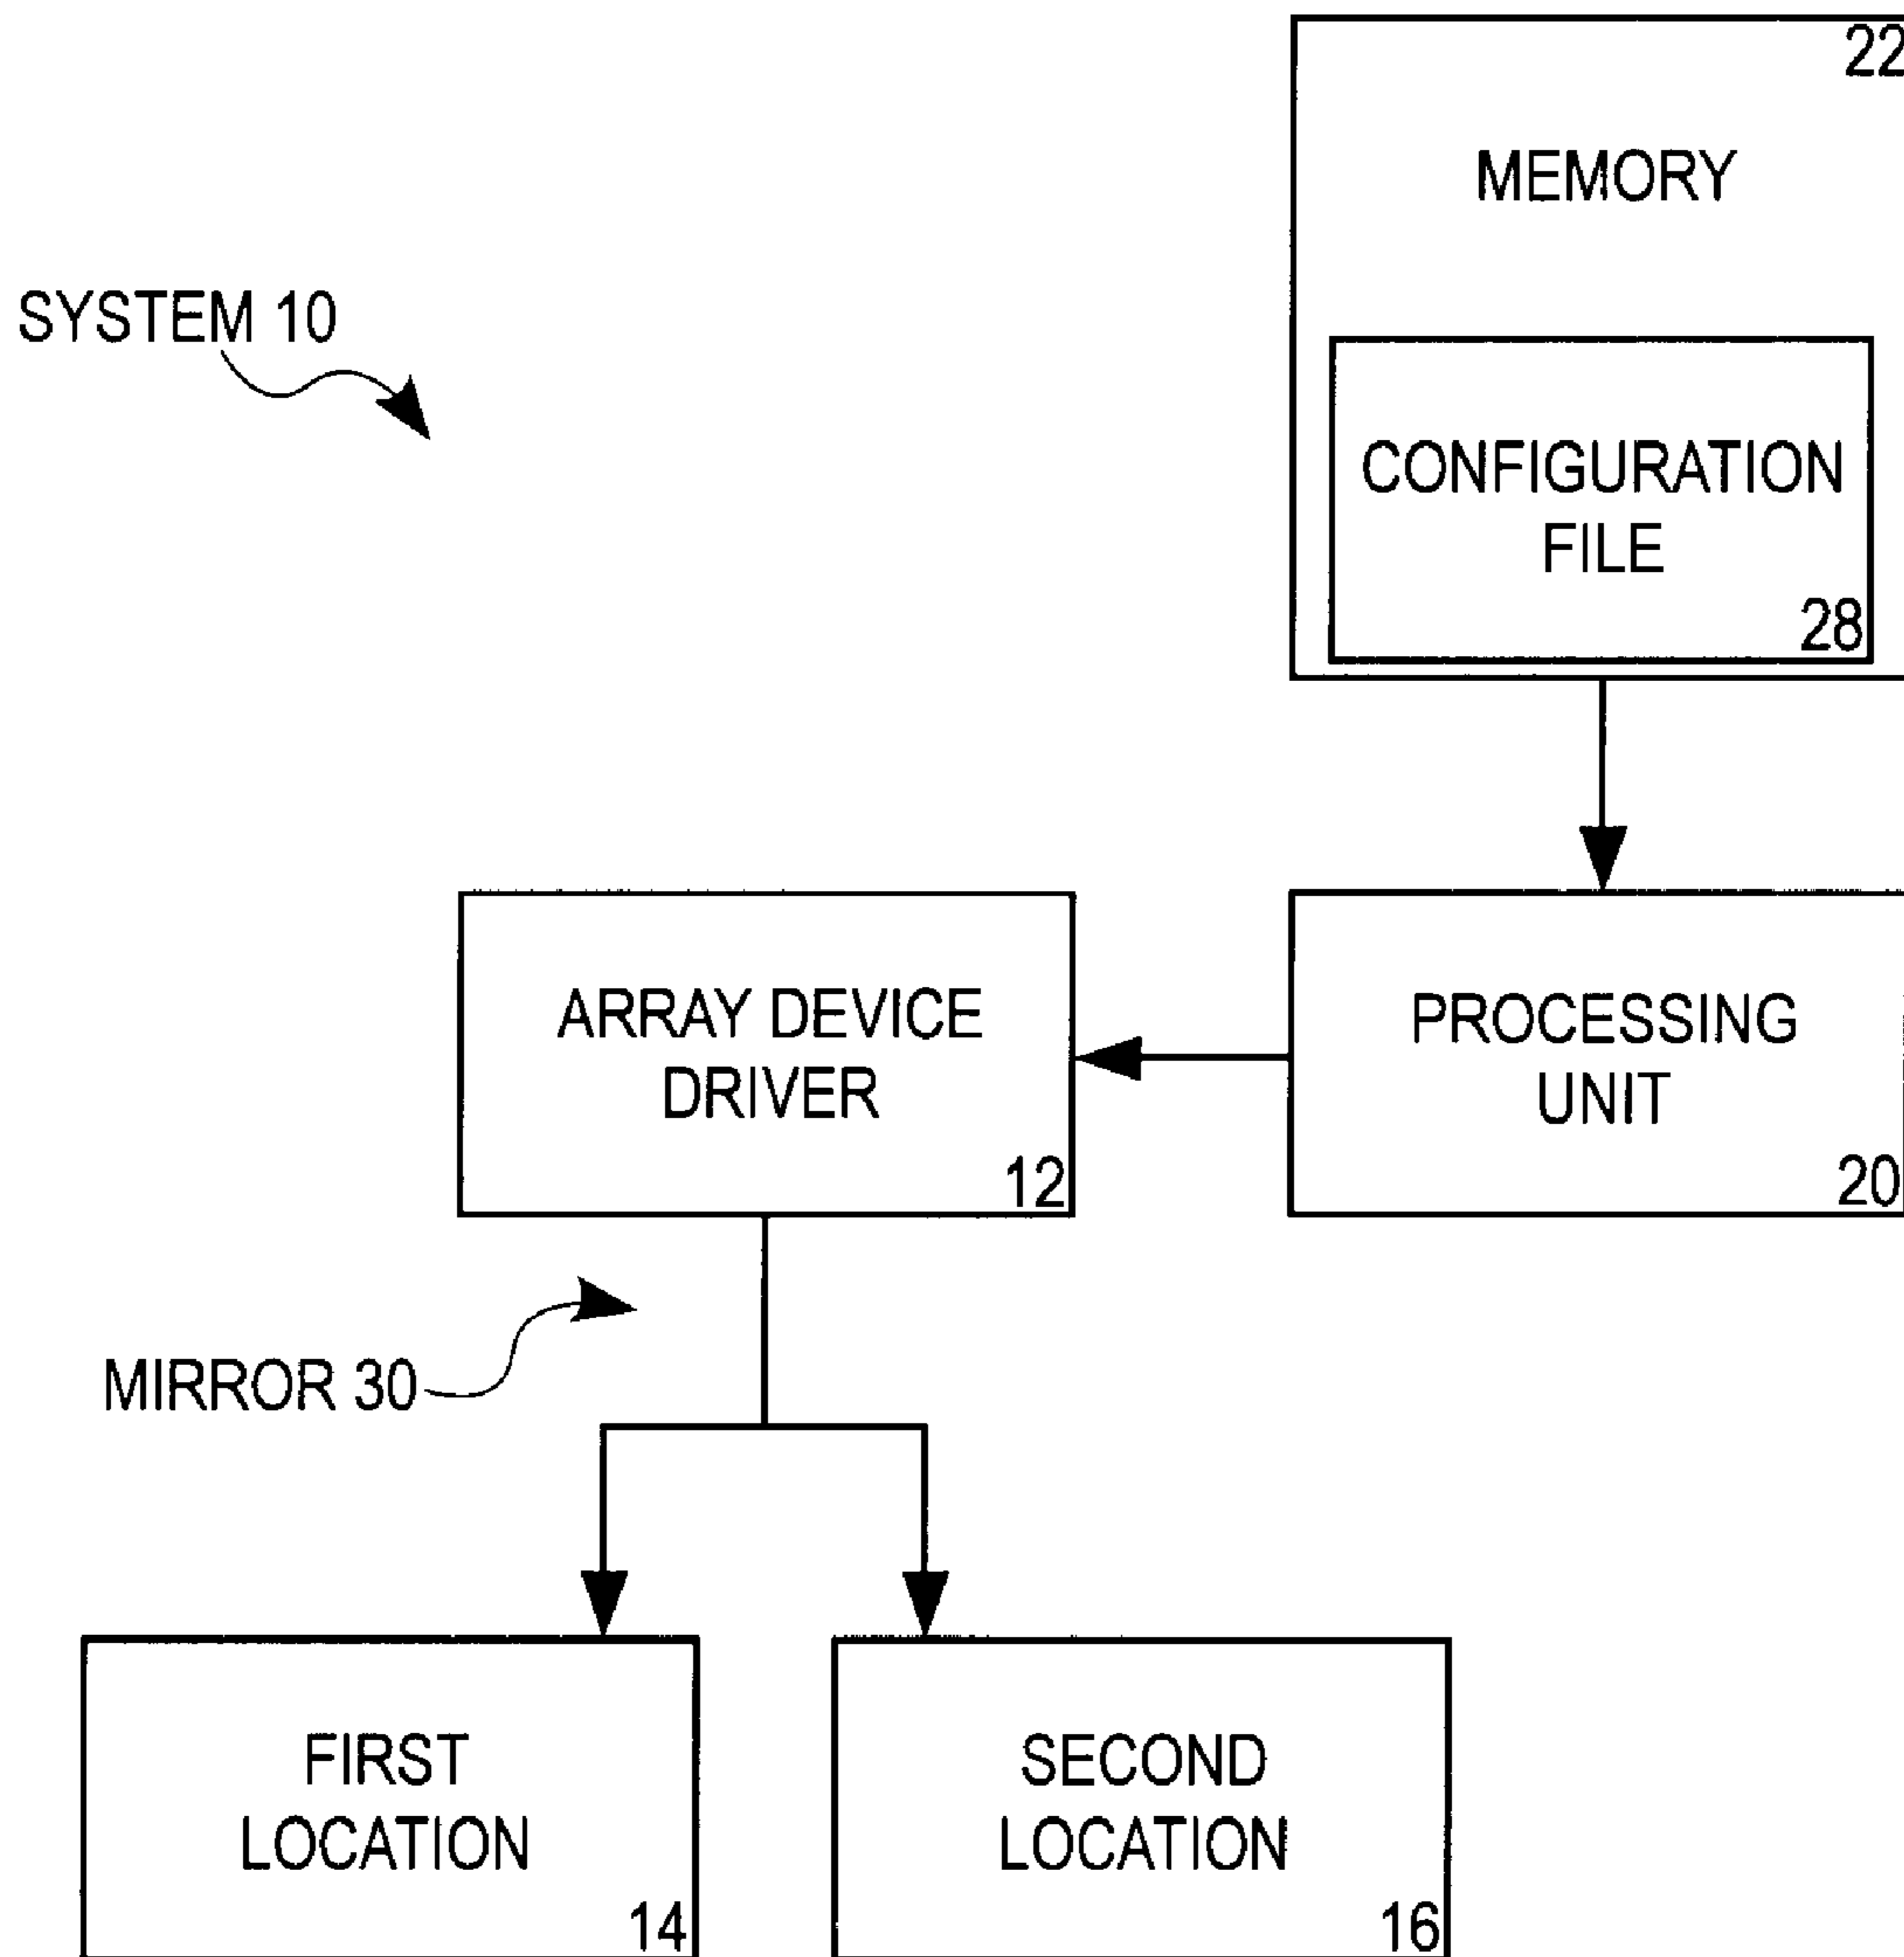 22
MEMORY
SYSTEM 10
CONFIGURATION
FILE
28
ARRAY DEVICE
DRIVER
12
PROCESSING
UNIT
20
MIRROR 30
FIRST
LOCATION
14
SECOND
LOCATION
16